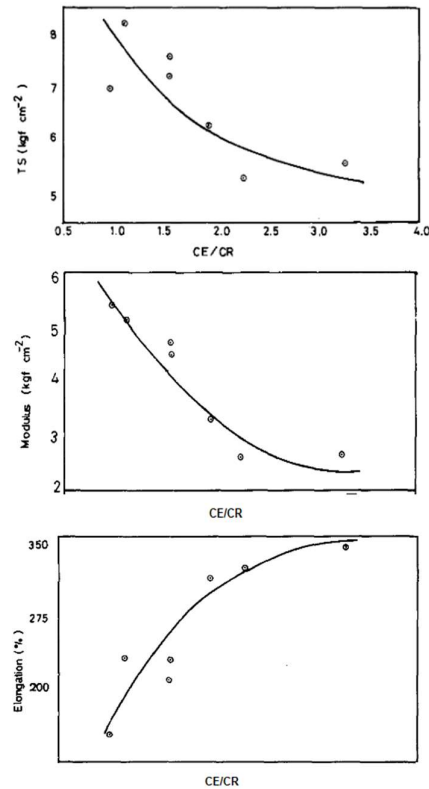 8
7
6
5
TS (kgf cm-2)
0.5 1.0 1.5 2.0 2.5 3.0 3.5 4.0
CE/CR
6
5
4
3
2
Modulus (kgf cm-2)
CE/CR
350
275
200
Elongation (%)
CE/CR